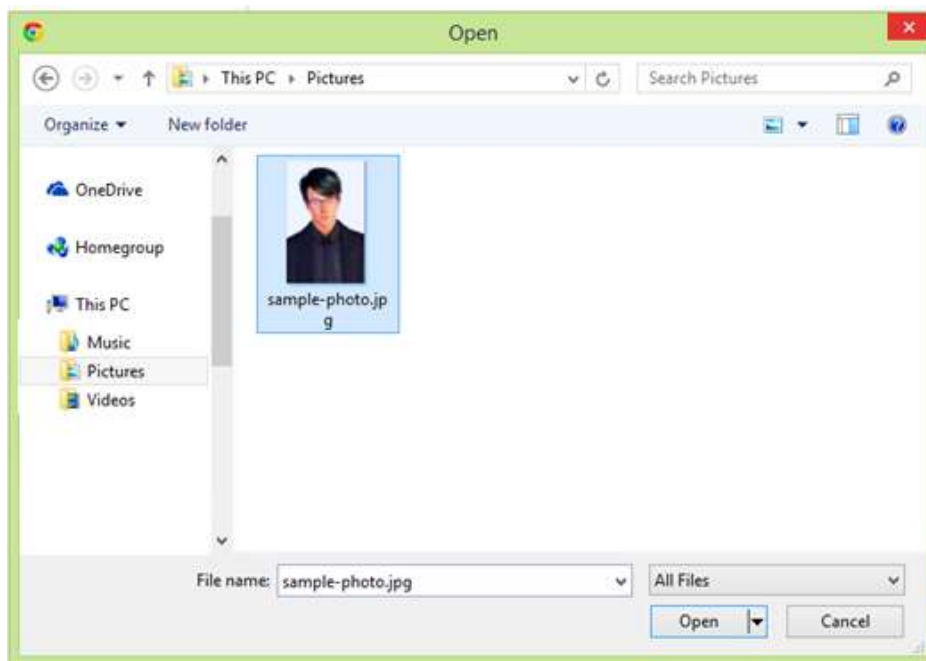 Open
This PC
Pictures
Search Pictures
Organize
New folder
OneDrive
Homegroup
This PC
Music
Pictures
Videos
sample-photo.jp
g
File name:
sample-photo.jpg
All Files
Open
Cancel